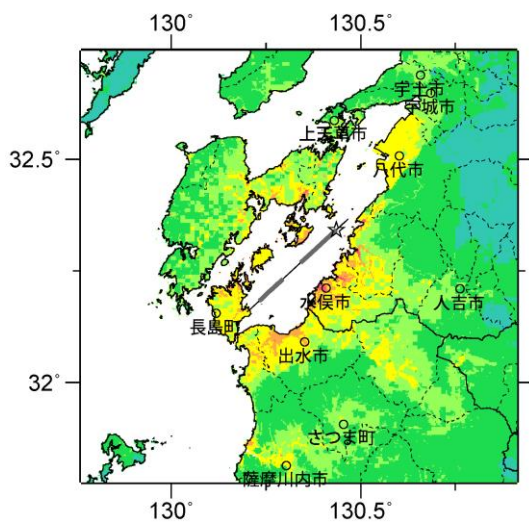 130° 130.5°
宇土市
宇城市
上天草市
32.5°
八代市
水俣市
人吉市
長島町
出水市
32°
さつま町
薩摩川内市
130° 130.5°